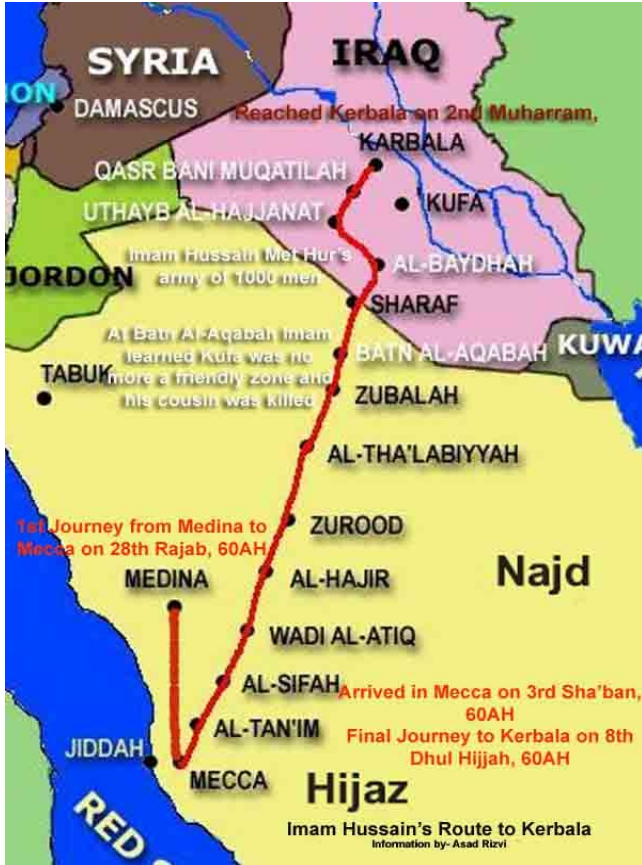 SYRIA
IRAQ
ON
DAMASCUS
Reached Kerbala on 2nd Muharram,
KARBALA
QASR BANI MUQATILAH
UTHAYB AL-HAJJANAT
KUFA
Imam Hussain Met Hur's
army of 1000 men
JORDON
AL-BAYDHAH
SHARAF
At Batn Al-Aqabah Imam
learned Kufa was no
more a friendly zone and
his cousin was killed
BATN AL-AQABAH
KUWA
TABUK
ZUBALAH
AL-THA'LABIYYAH
1st Journey from Medina to
Mecca on 28th Rajab, 60AH
ZUROOD
MEDINA
AL-HAJIR
Najd
WADI AL-ATIQ
AL-SIFAH
Arrived in Mecca on 3rd Sha'ban,
60AH
Final Journey to Kerbala on 8th
Dhul Hijjah, 60AH
AL-TAN'IM
JIDDAH
MECCA
Hijaz
RED S
Imam Hussain's Route to Kerbala
Information by- Asad Rizvi